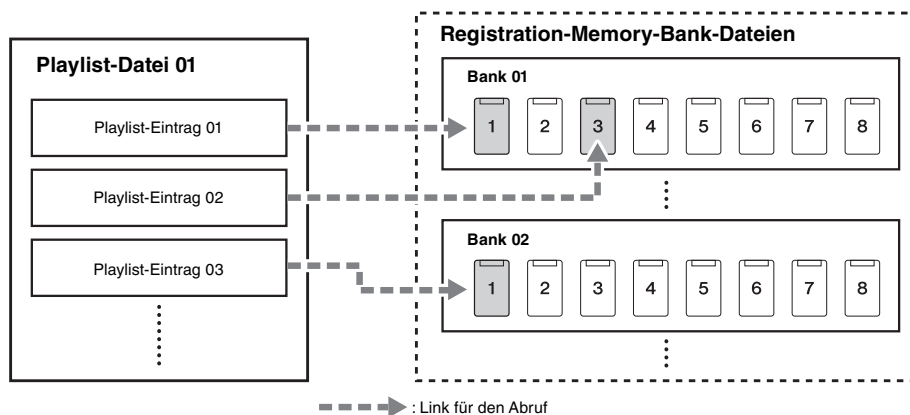 Playlist-Datei 01
Playlist-Eintrag 01
Playlist-Eintrag 02
Playlist-Eintrag 03
Registration-Memory-Bank-Dateien
Bank 01
1 2 3 4 5 6 7 8
Bank 02
1 2 3 4 5 6 7 8
: Link für den Abruf